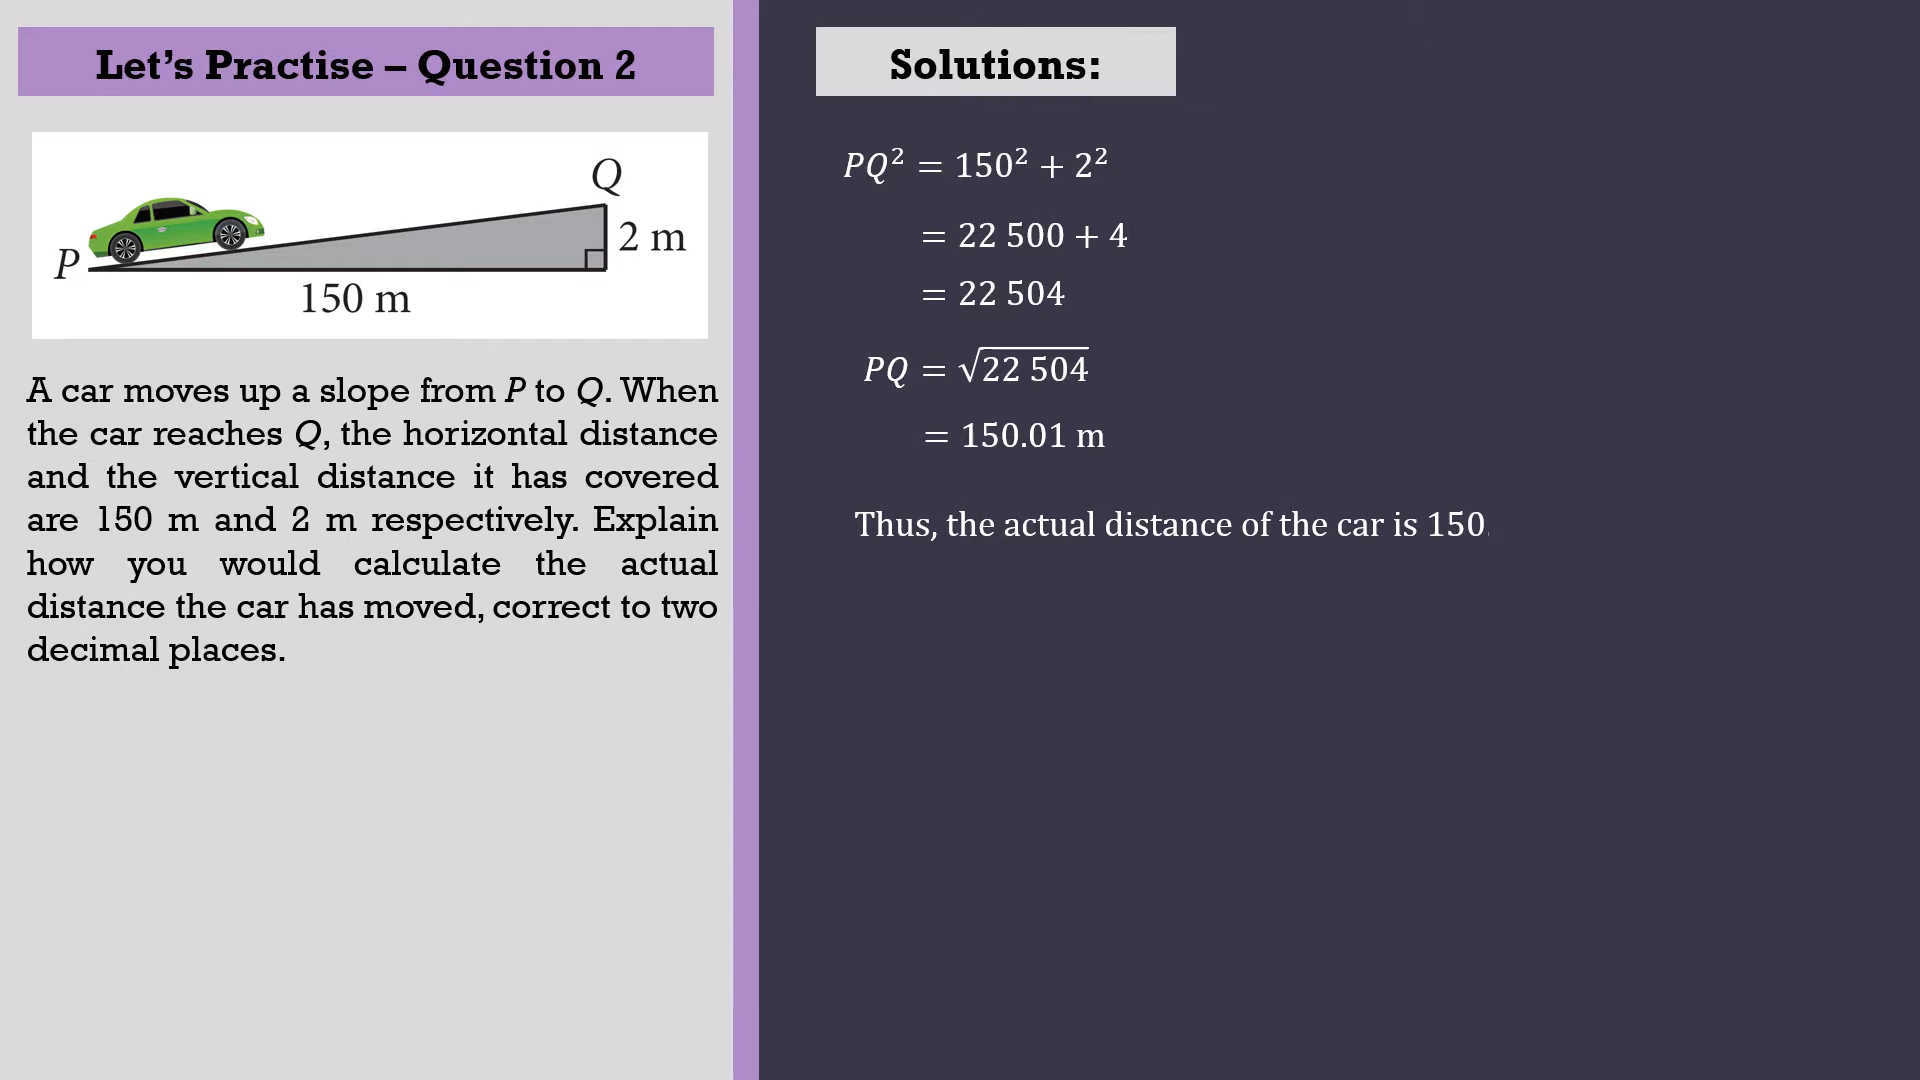 Let’s Practise – Question 2
Q
2 m
P
150 m
A car moves up a slope from P to Q. When
the car reaches Q, the horizontal distance
and the vertical distance it has covered
are 150 m and 2 m respectively. Explain
how you would calculate the actual
distance the car has moved, correct to two
decimal places.
Solutions:
PQ² = 150² + 2²
= 22 500 + 4
= 22 504
PQ = √22 504
= 150.01 m
Thus, the actual distance of the car is 150.